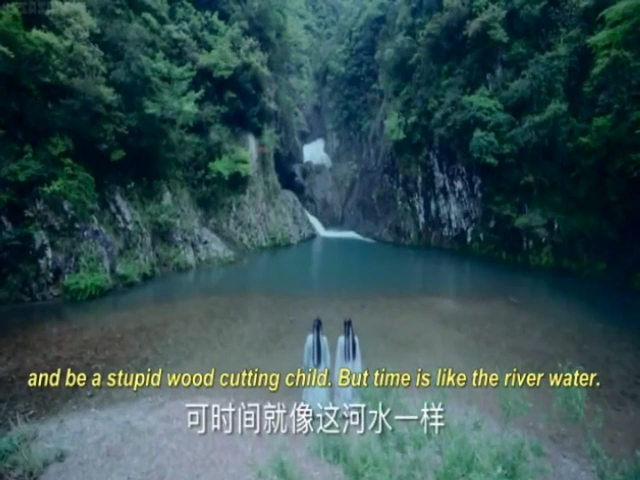 and be a stupid wood cutting child. But time is like the river water.
可时间就像这河水一样